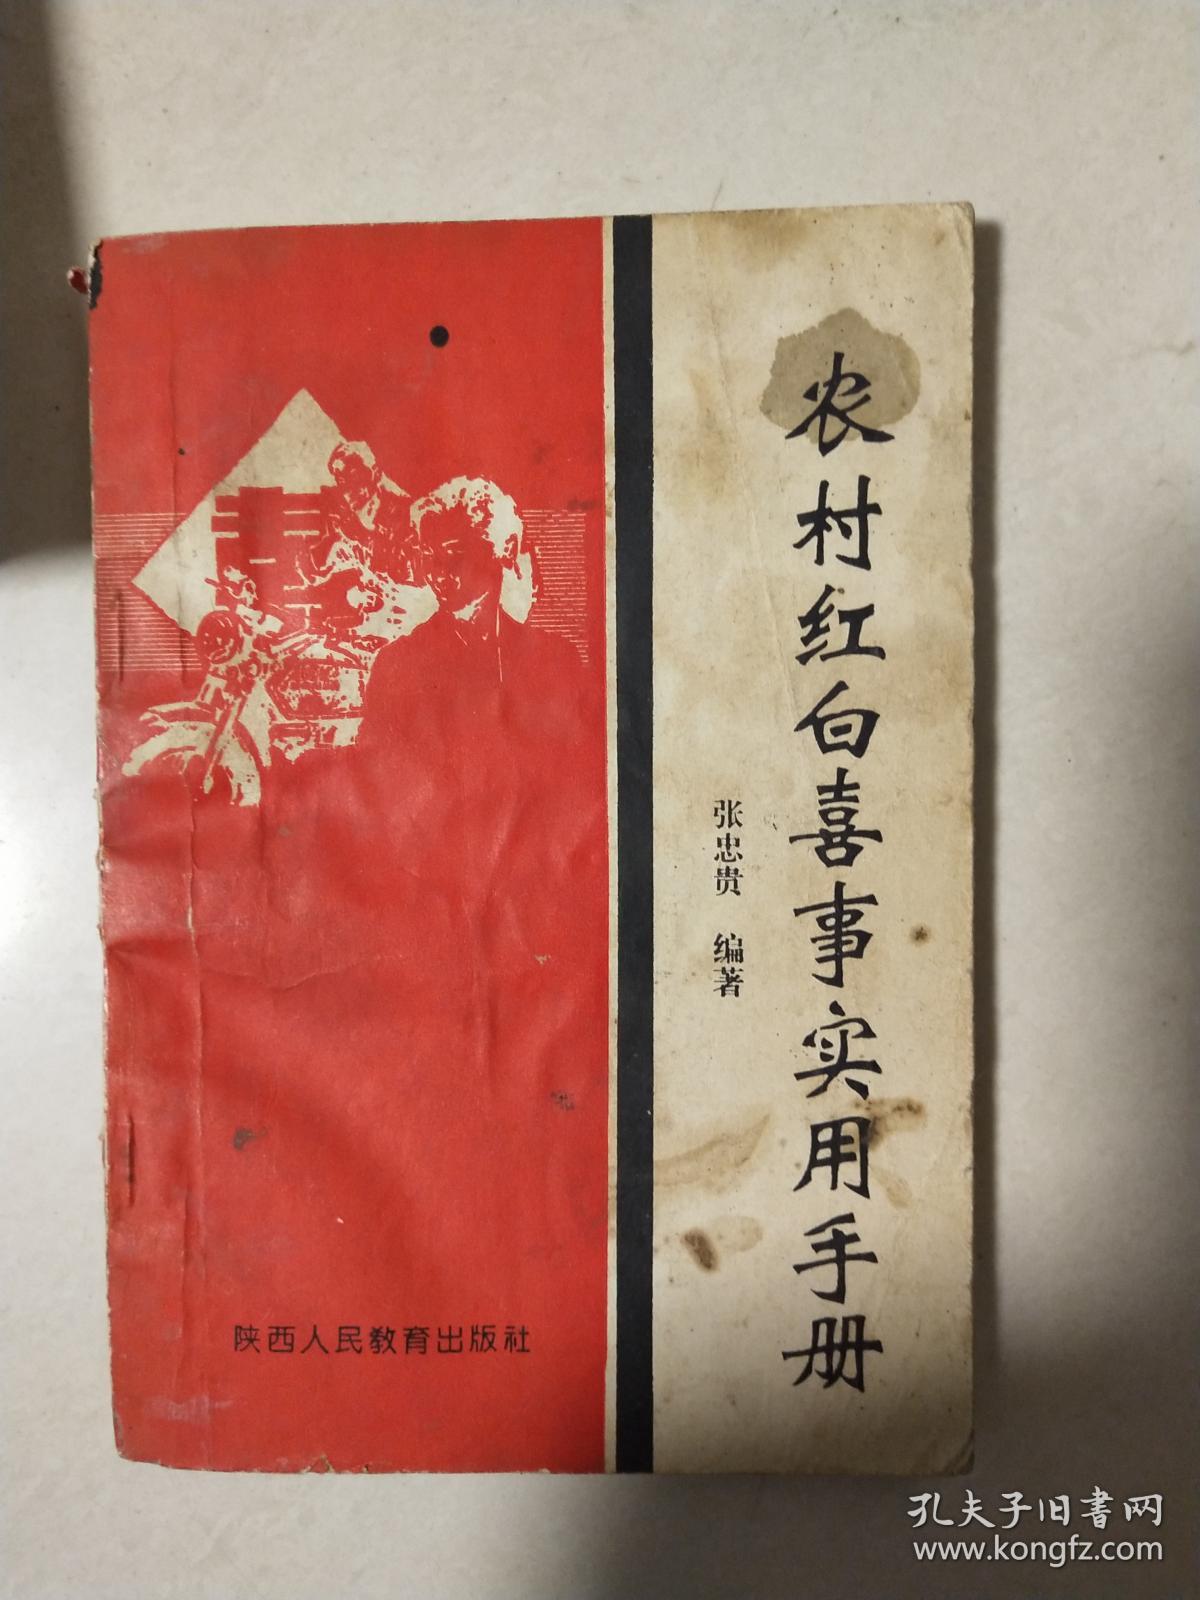 农村红白喜事实用手册
张忠贵 编著
陕西人民教育出版社
孔夫子旧书网
www.kongfz.com